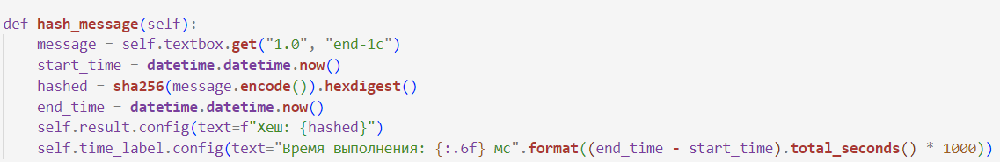 def hash_message(self):
    message = self.textbox.get("1.0", "end-1c")
    start_time = datetime.datetime.now()
    hashed = sha256(message.encode()).hexdigest()
    end_time = datetime.datetime.now()
    self.result.config(text=f"Хеш: {hashed}")
    self.time_label.config(text="Время выполнения: {:.6f} мс".format((end_time - start_time).total_seconds() * 1000))